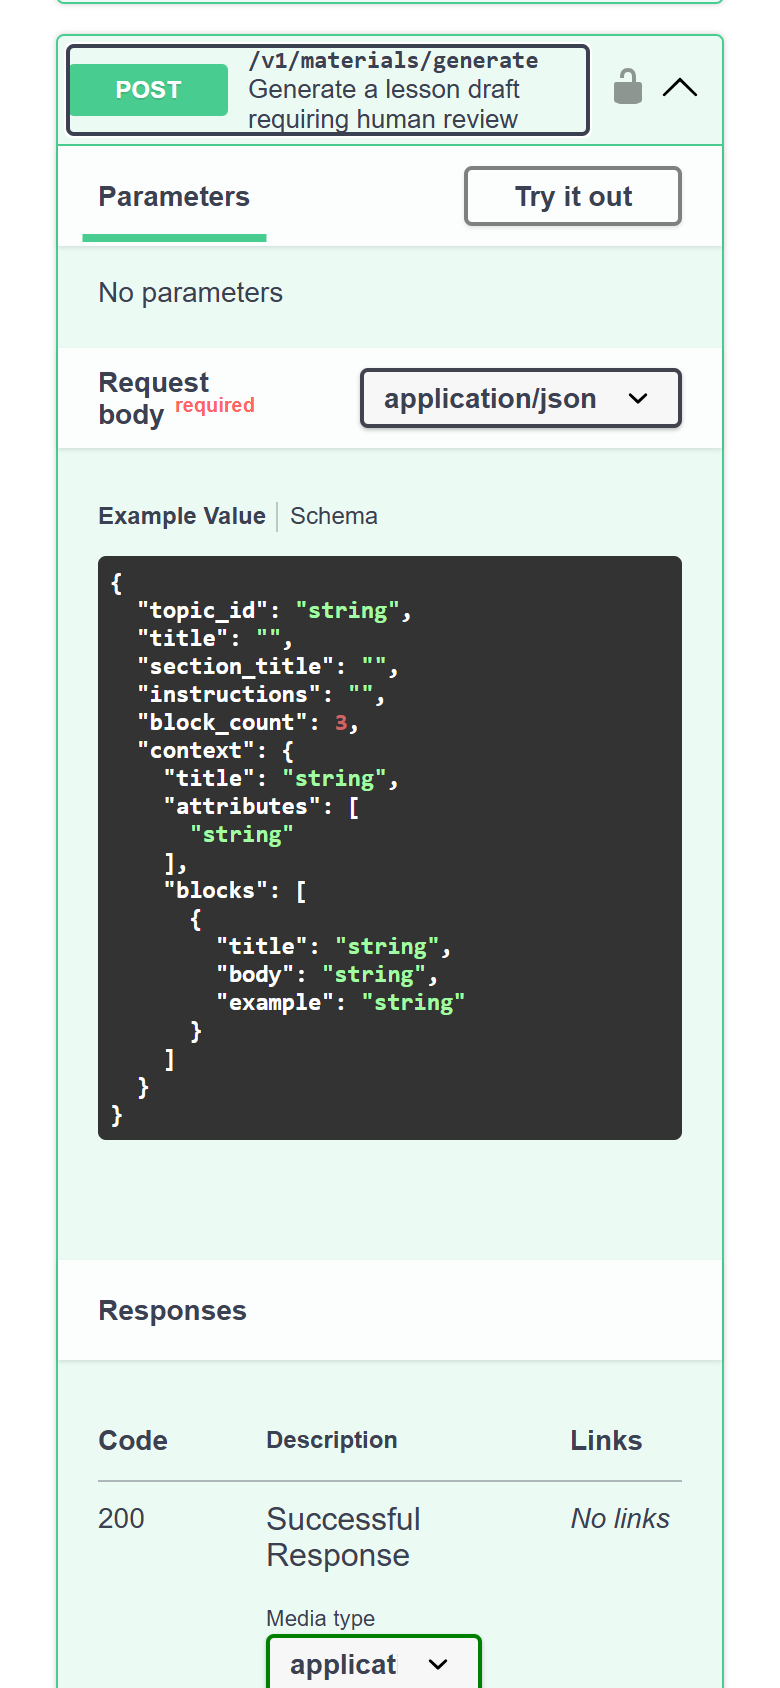 POST
/v1/materials/generate
Generate a lesson draft
requiring human review
Parameters
Try it out
No parameters
Request
body required
application/json
Example Value
Schema
{
  "topic_id": "string",
  "title": "",
  "section_title": "",
  "instructions": "",
  "block_count": 3,
  "context": {
    "title": "string",
    "attributes": [
      "string"
    ],
    "blocks": [
      {
        "title": "string",
        "body": "string",
        "example": "string"
      }
    ]
  }
}
Responses
Code
Description
Links
200
Successful
Response
No links
Media type
applicat